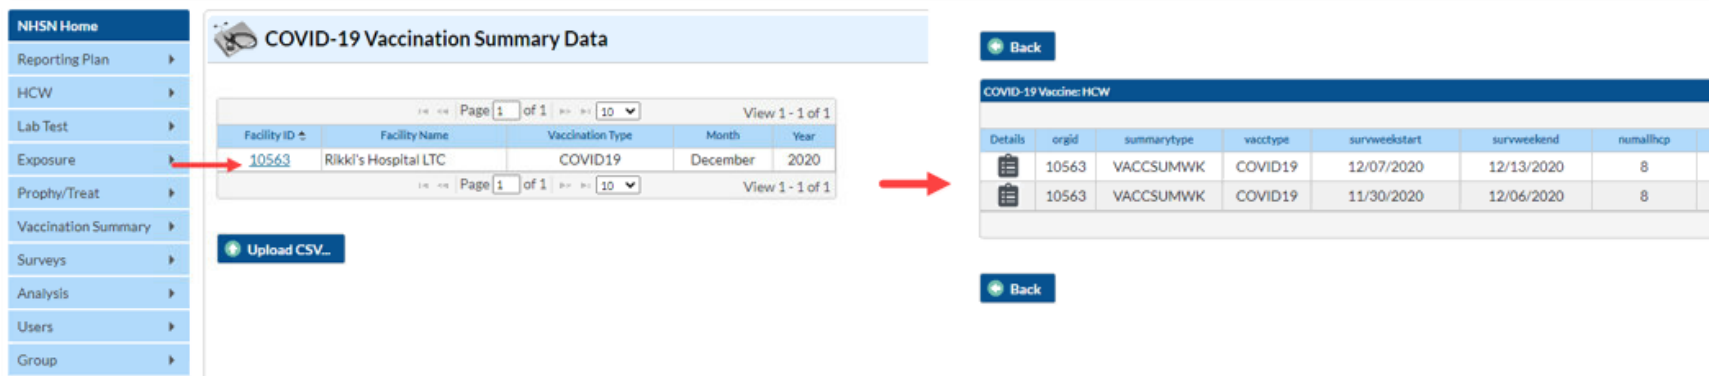 NHSN Home
Reporting Plan
HCW
Lab Test
Exposure
Prophy/Treat
Vaccination Summary
Surveys
Analysis
Users
Group
COVID-19 Vaccination Summary Data
Page 1 of 1 10 View 1 - 1 of 1
Facility ID Facility Name Vaccination Type Month Year
10563 Rikki's Hospital LTC COVID19 December 2020
Page 1 of 1 10 View 1 - 1 of 1
Upload CSV...
Back
COVID-19 Vaccine: HCW
Details orgid summarytype vacctype survweekstart survweekend numallhcp
10563 VACCSUMWK COVID19 12/07/2020 12/13/2020 8
10563 VACCSUMWK COVID19 11/30/2020 12/06/2020 8
Back